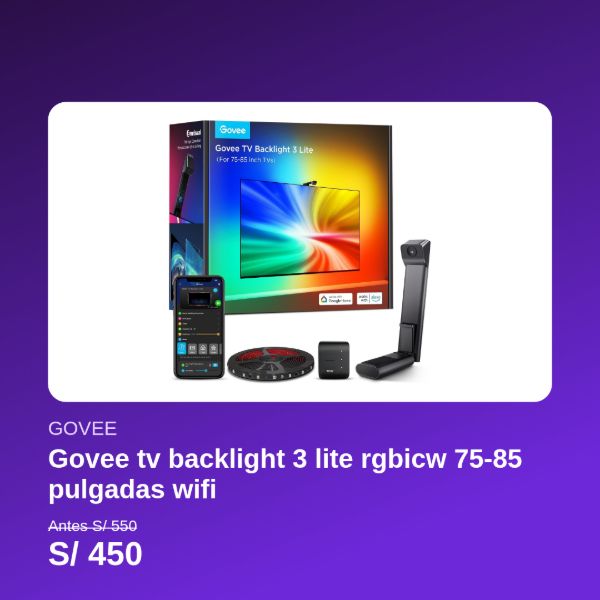 Govee
Govee TV Backlight 3 Lite
(For 75-85 Inch TVs)
GOVEE
Govee tv backlight 3 lite rgbicw 75-85
pulgadas wifi
Antes S/ 550
S/ 450